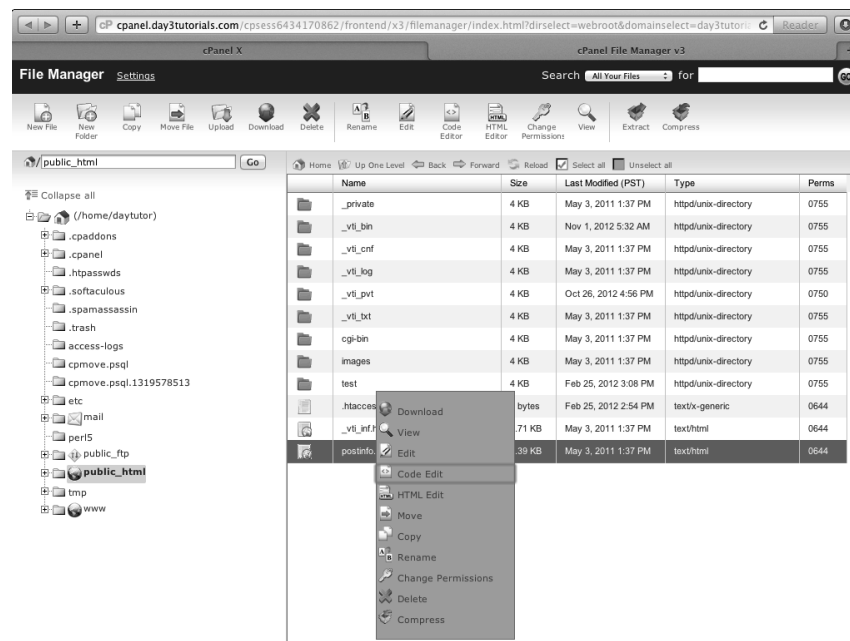 cP cpanel.day3tutorials.com/cpsess6434170862/frontend/x3/filemanager/index.html?dirselect=webroot&domainselect=day3tutori
Reader
cPanel X
cPanel File Manager v3
File Manager Settings
Search All Your Files for
New File
New Folder
Copy
Move File
Upload
Download
Delete
Rename
Edit
Code Editor
HTML Editor
Change Permissions
View
Extract
Compress
/ public_html Go
Home Up One Level Back Forward Reload Select all Unselect all
Collapse all
(/home/daytutor)
.cpaddons
.cpanel
.htpasswds
.softaculous
.spamassassin
.trash
access-logs
cpmove.psql
cpmove.psql.1319578513
etc
mail
perl5
public_ftp
public_html
tmp
www
Name Size Last Modified (PST) Type Perms
_private 4 KB May 3, 2011 1:37 PM httpd/unix-directory 0755
_vti_bin 4 KB Nov 1, 2012 5:32 AM httpd/unix-directory 0755
_vti_cnf 4 KB May 3, 2011 1:37 PM httpd/unix-directory 0755
_vti_log 4 KB May 3, 2011 1:37 PM httpd/unix-directory 0755
_vti_pvt 4 KB Oct 26, 2012 4:56 PM httpd/unix-directory 0750
_vti_txt 4 KB May 3, 2011 1:37 PM httpd/unix-directory 0755
cgi-bin 4 KB May 3, 2011 1:37 PM httpd/unix-directory 0755
images 4 KB May 3, 2011 1:37 PM httpd/unix-directory 0755
test 4 KB Feb 25, 2012 3:08 PM httpd/unix-directory 0755
.htacces bytes Feb 25, 2012 2:54 PM text/x-generic 0644
_vti_inf.h .71 KB May 3, 2011 1:37 PM text/html 0644
postinfo. .39 KB May 3, 2011 1:37 PM text/html 0644
Download
View
Edit
Code Edit
HTML Edit
Move
Copy
Rename
Change Permissions
Delete
Compress